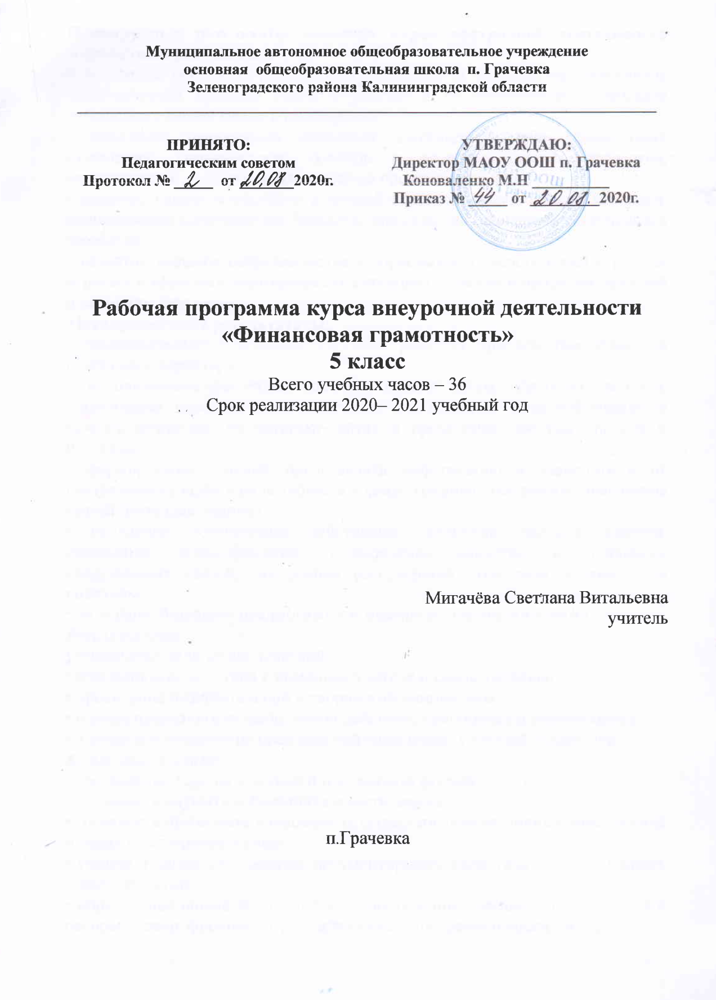 Муниципальное автономное общеобразовательное учреждение
основная общеобразовательная школа п. Грачевка
Зеленоградского района Калининградской области
ПРИНЯТО:
Педагогическим советом
Протокол № 2 от 20.08 2020г.
УТВЕРЖДАЮ:
Директор МАОУ ООШ п. Грачевка
Коноваленко М.Н
Приказ № 44 от 20.08. 2020г.
ООШ
Грачевка
Рабочая программа курса внеурочной деятельности
«Финансовая грамотность»
5 класс
Всего учебных часов – 36
Срок реализации 2020– 2021 учебный год
Мигачёва Светлана Витальевна
учитель
п.Грачевка